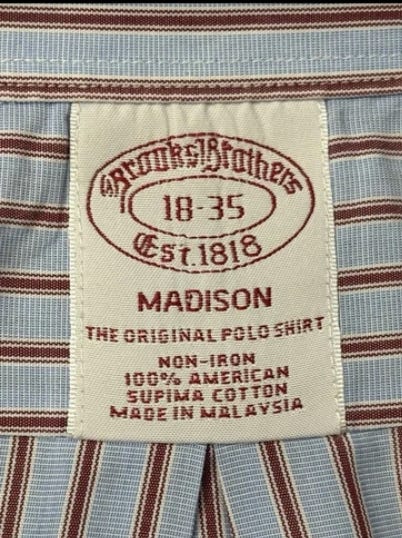 Brooks Brothers
18-35
Est. 1818
MADISON
THE ORIGINAL POLO SHIRT
NON-IRON
100% AMERICAN
SUPIMA COTTON
MADE IN MALAYSIA